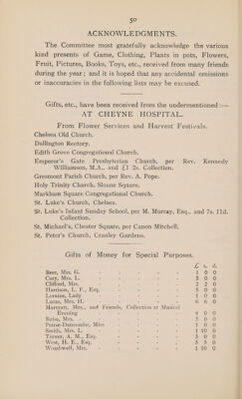 50
ACKNOWLEDGMENTS.
The Committee most gratefully acknowledge the various
kind presents of Game, Clothing, Plants in pots, Flowers,
Fruit, Pictures, Books, Toys, etc., received from many friends
during the year; and it is hoped that any accidental omissions
or inaccuracies in the following lists may be excused.
Gifts, etc., have been received from the undermentioned:—
AT CHEYNE HOSPITAL.
From Flower Services and Harvest Festivals.
Chelsea Old Church.
Dallington Rectory.
Edith Grove Congregational Church.
Emperor's Gate Presbyterian Church, per Rev. Kennedy
Williamson, M.A., and £1 2s. Collection.
Gresmont Parish Church, per Rev. A. Pope.
Holy Trinity Church, Sloane Square.
Markham Square Congregational Church.
St. Luke's Church, Chelsea.
St. Luke's Infant Sunday School, per M. Murray, Esq., and 7s. 11d.
Collection.
St. Michael's, Chester Square, per Canon Mitchell.
St. Peter's Church, Cranley Gardens.
Gifts of Money for Special Purposes.
£ s. d.
Beer, Mrs. G. 1 0 0
Cory, Mrs. L. 3 0 0
Clifford, Mrs. 2 2 0
Harrison, L. F., Esq. 5 0 0
Loraine, Lady 1 0 0
Lucas, Mrs. H. 6 6 0
Mortimer, Mrs., and Friends, Collection at Musical
Evening 4 0 0
Mrs. 5 0 0
Miss 1 0 0
Smith, Mrs. L. 1 10 0
Turner, A. M., Esq. 5 0 0
West, H. E., Esq. 5 5 0
Mrs. 1 10 0